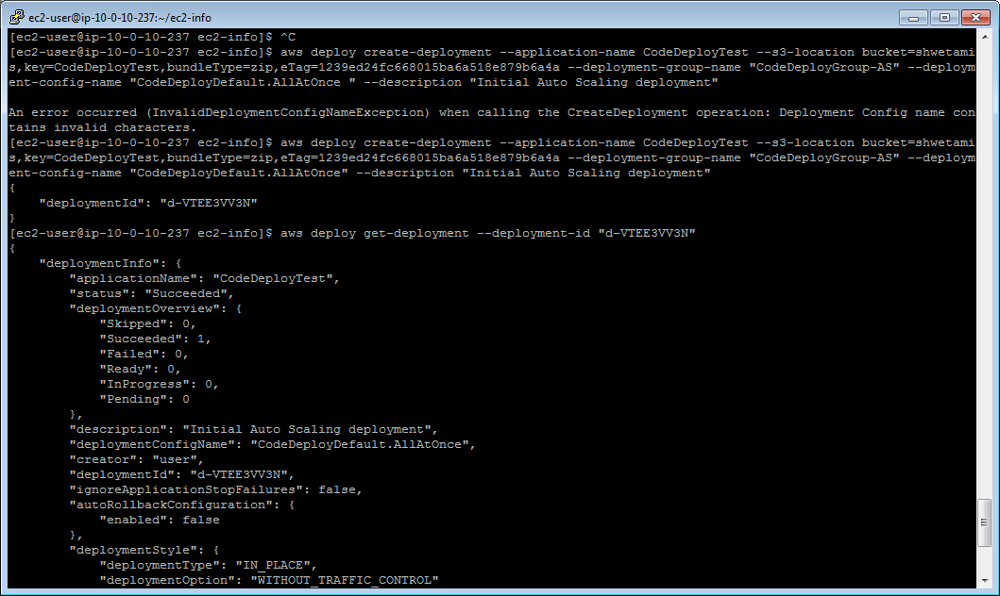 ec2-user@ip-10-0-10-237:~/ec2-info
[ec2-user@ip-10-0-10-237 ec2-info]$ ^C
[ec2-user@ip-10-0-10-237 ec2-info]$ aws deploy create-deployment --application-name CodeDeployTest --s3-location bucket=shwetami
s,key=CodeDeployTest,bundleType=zip,eTag=1239ed24fc668015ba6a518e879b6a4a --deployment-group-name "CodeDeployGroup-AS" --deploym
ent-config-name "CodeDeployDefault.AllAtOnce " --description "Initial Auto Scaling deployment"
An error occurred (InvalidDeploymentConfigNameException) when calling the CreateDeployment operation: Deployment Config name con
tains invalid characters.
[ec2-user@ip-10-0-10-237 ec2-info]$ aws deploy create-deployment --application-name CodeDeployTest --s3-location bucket=shwetami
s,key=CodeDeployTest,bundleType=zip,eTag=1239ed24fc668015ba6a518e879b6a4a --deployment-group-name "CodeDeployGroup-AS" --deploym
ent-config-name "CodeDeployDefault.AllAtOnce" --description "Initial Auto Scaling deployment"
{
    "deploymentId": "d-VTEE3VV3N"
}
[ec2-user@ip-10-0-10-237 ec2-info]$ aws deploy get-deployment --deployment-id "d-VTEE3VV3N"
{
    "deploymentInfo": {
        "applicationName": "CodeDeployTest",
        "status": "Succeeded",
        "deploymentOverview": {
            "Skipped": 0,
            "Succeeded": 1,
            "Failed": 0,
            "Ready": 0,
            "InProgress": 0,
            "Pending": 0
        },
        "description": "Initial Auto Scaling deployment",
        "deploymentConfigName": "CodeDeployDefault.AllAtOnce",
        "creator": "user",
        "deploymentId": "d-VTEE3VV3N",
        "ignoreApplicationStopFailures": false,
        "autoRollbackConfiguration": {
            "enabled": false
        },
        "deploymentStyle": {
            "deploymentType": "IN_PLACE",
            "deploymentOption": "WITHOUT_TRAFFIC_CONTROL"